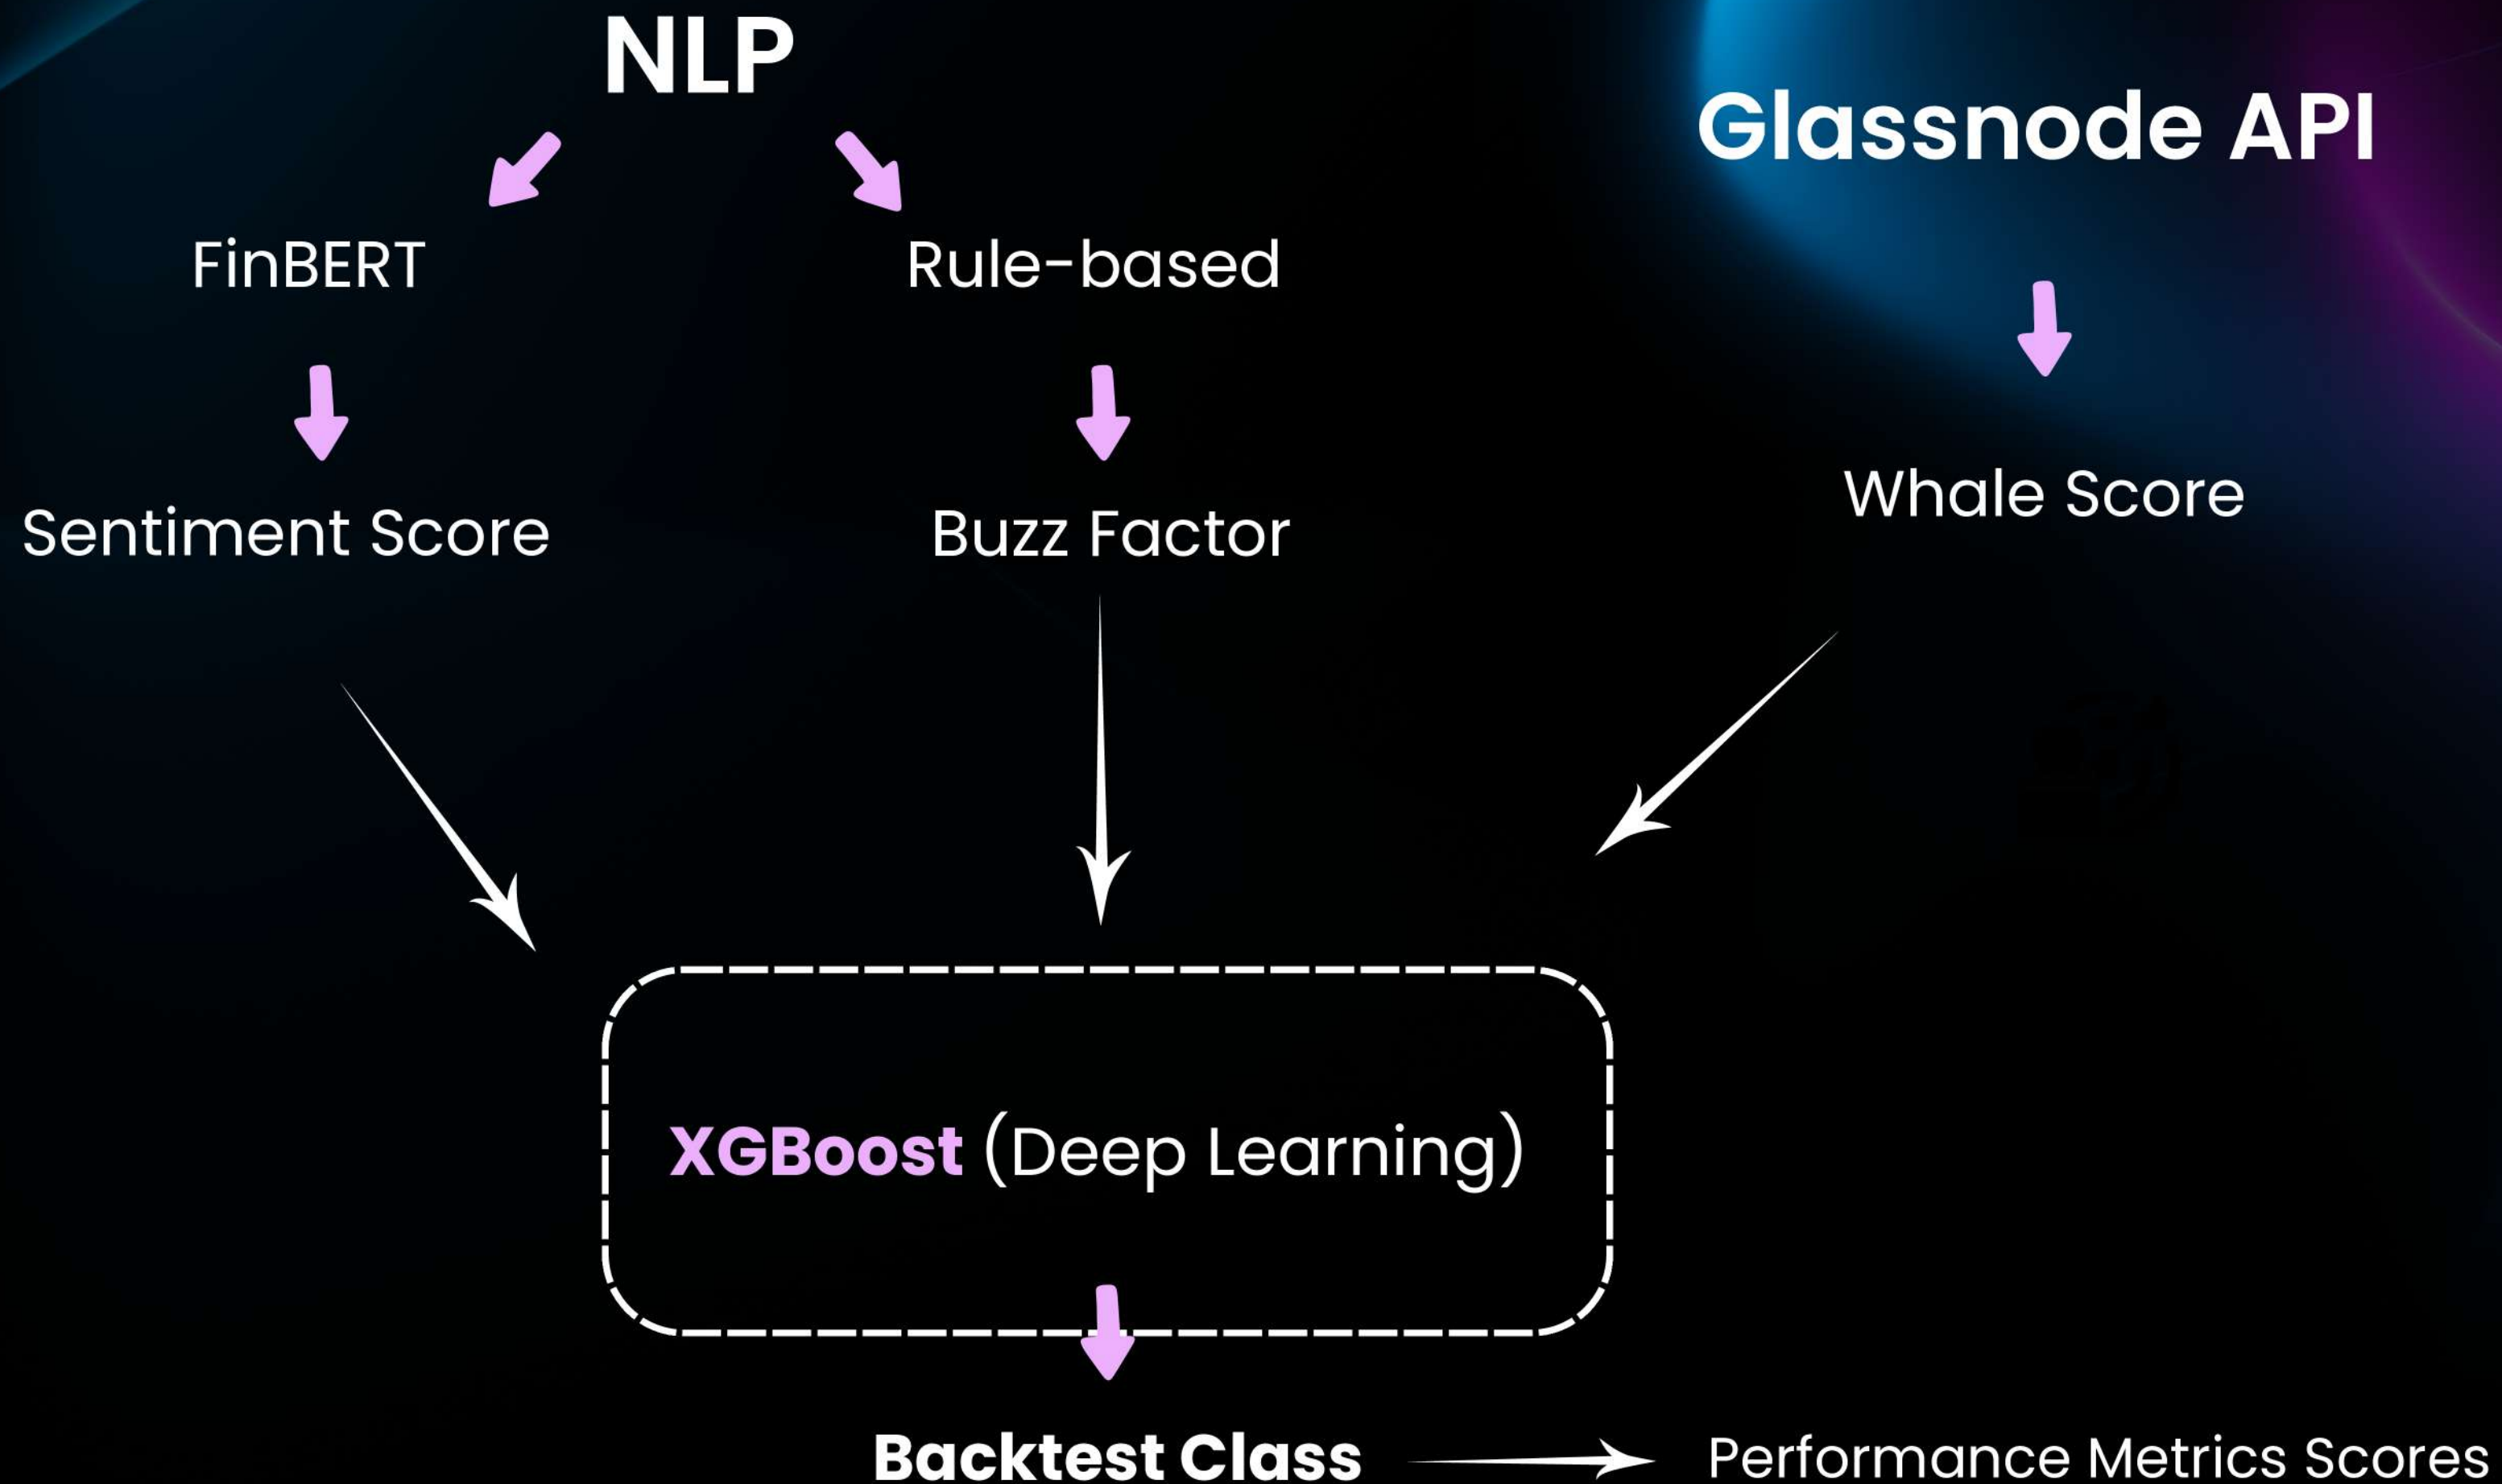 NLP
Glassnode API
FinBERT
Rule-based
Whale Score
Sentiment Score
Buzz Factor
XGBoost (Deep Learning)
Backtest Class
Performance Metrics Scores